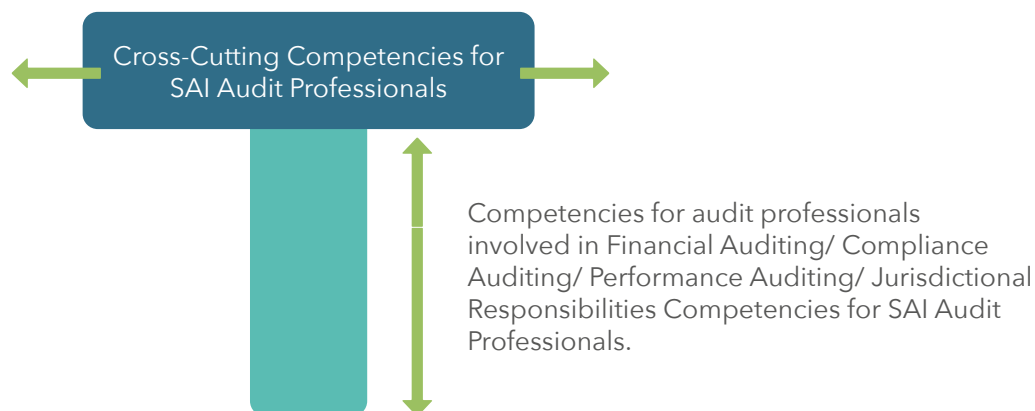 Cross-Cutting Competencies for
SAI Audit Professionals
Competencies for audit professionals
involved in Financial Auditing/ Compliance
Auditing/ Performance Auditing/ Jurisdictional
Responsibilities Competencies for SAI Audit
Professionals.